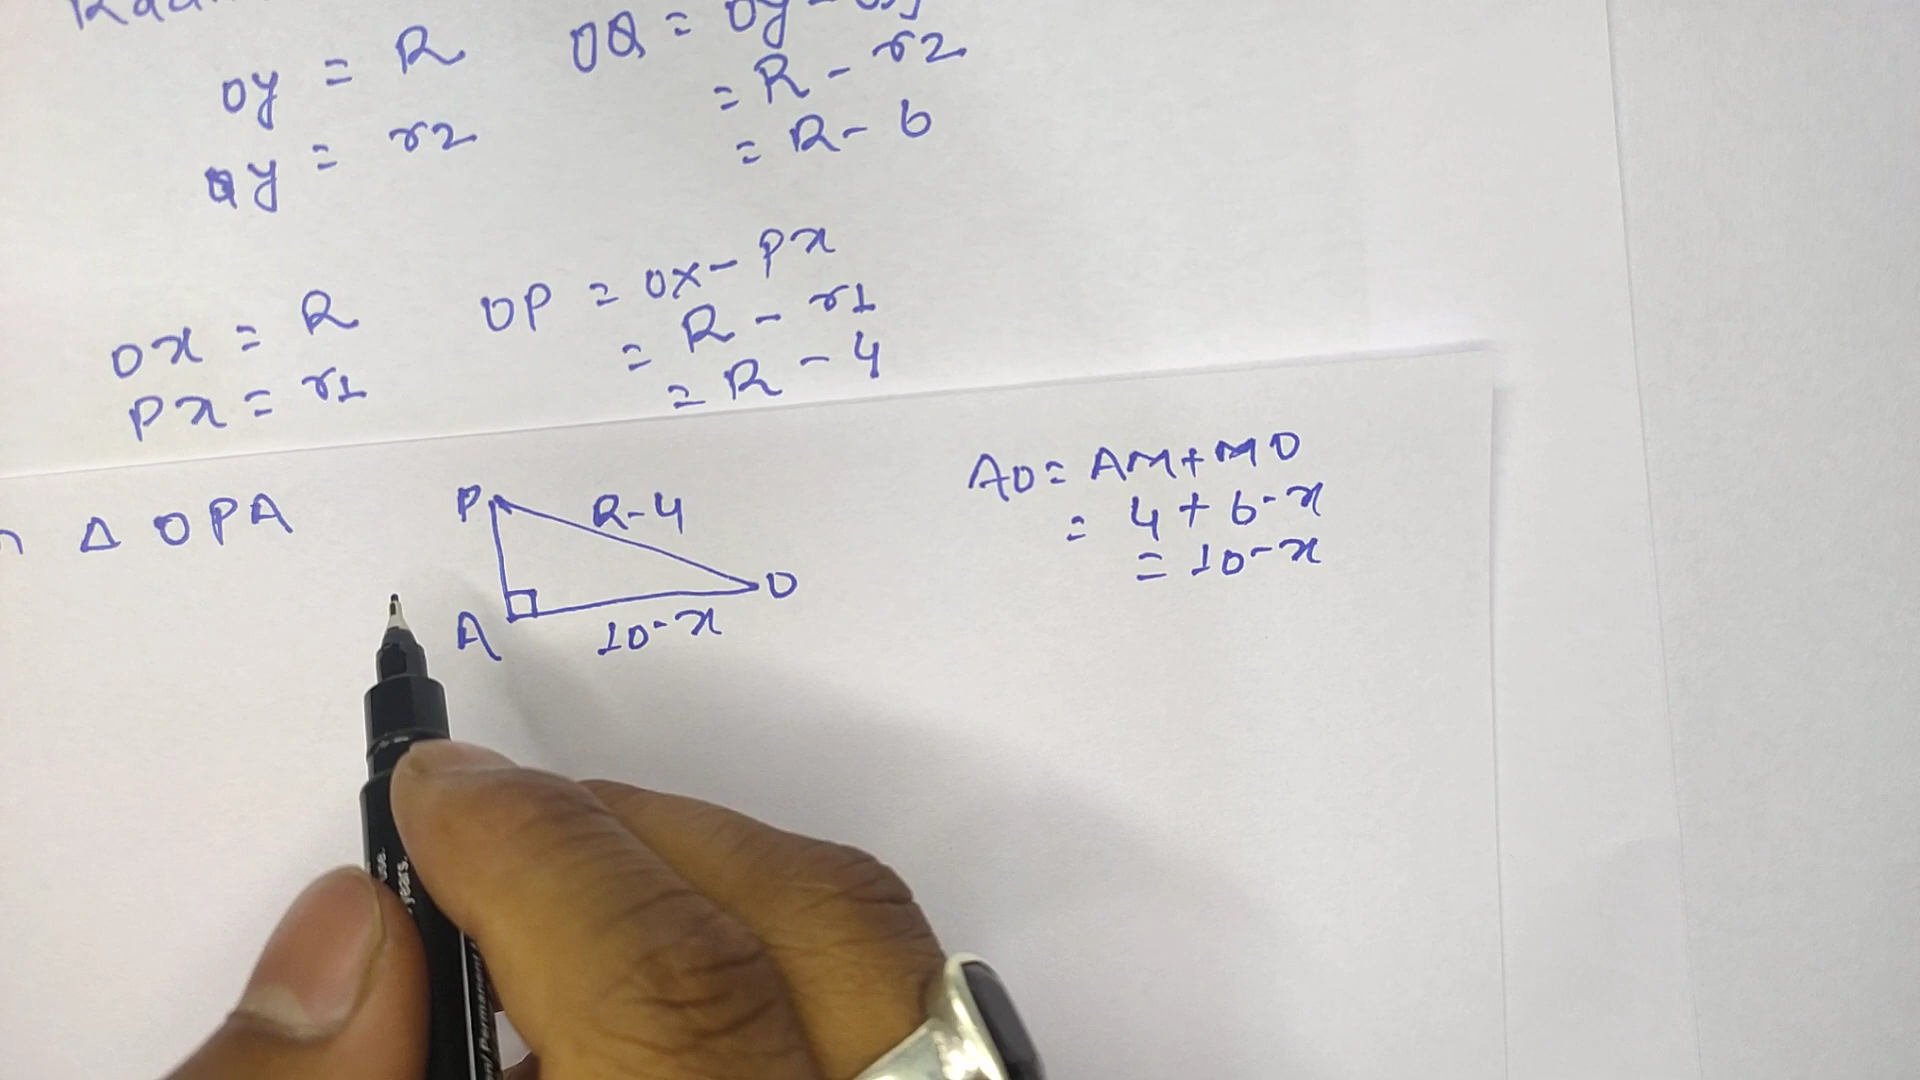 oy = R
OQ = oy -
= R - r2
= R - 6
Qy = r2
ox = R
Px = r1
OP = ox - Px
= R - r1
= R - 4
Δ OPA
P
R-4
O
A
10-x
AO = AM + MO
= 4 + 6-x
= 10-x